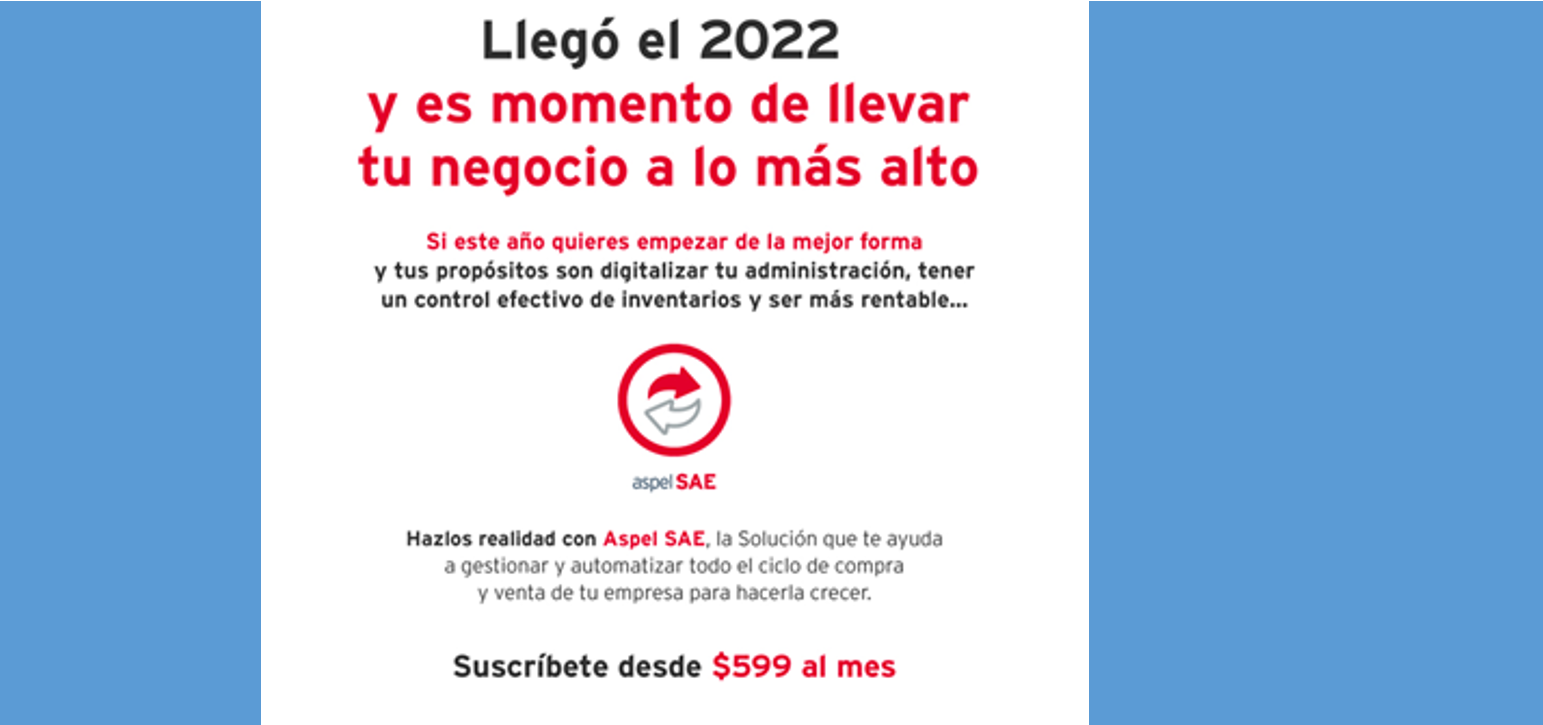 Llegó el 2022
y es momento de llevar
tu negocio a lo más alto
Si este año quieres empezar de la mejor forma
y tus propósitos son digitalizar tu administración, tener
un control efectivo de inventarios y ser más rentable...
aspel SAE
Hazlos realidad con Aspel SAE, la Solución que te ayuda
a gestionar y automatizar todo el ciclo de compra
y venta de tu empresa para hacerla crecer.
Suscríbete desde $599 al mes